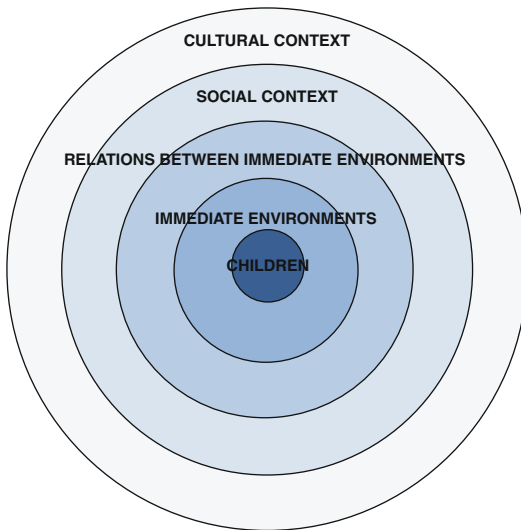 CULTURAL CONTEXT
SOCIAL CONTEXT
RELATIONS BETWEEN IMMEDIATE ENVIRONMENTS
IMMEDIATE ENVIRONMENTS
CHILDREN